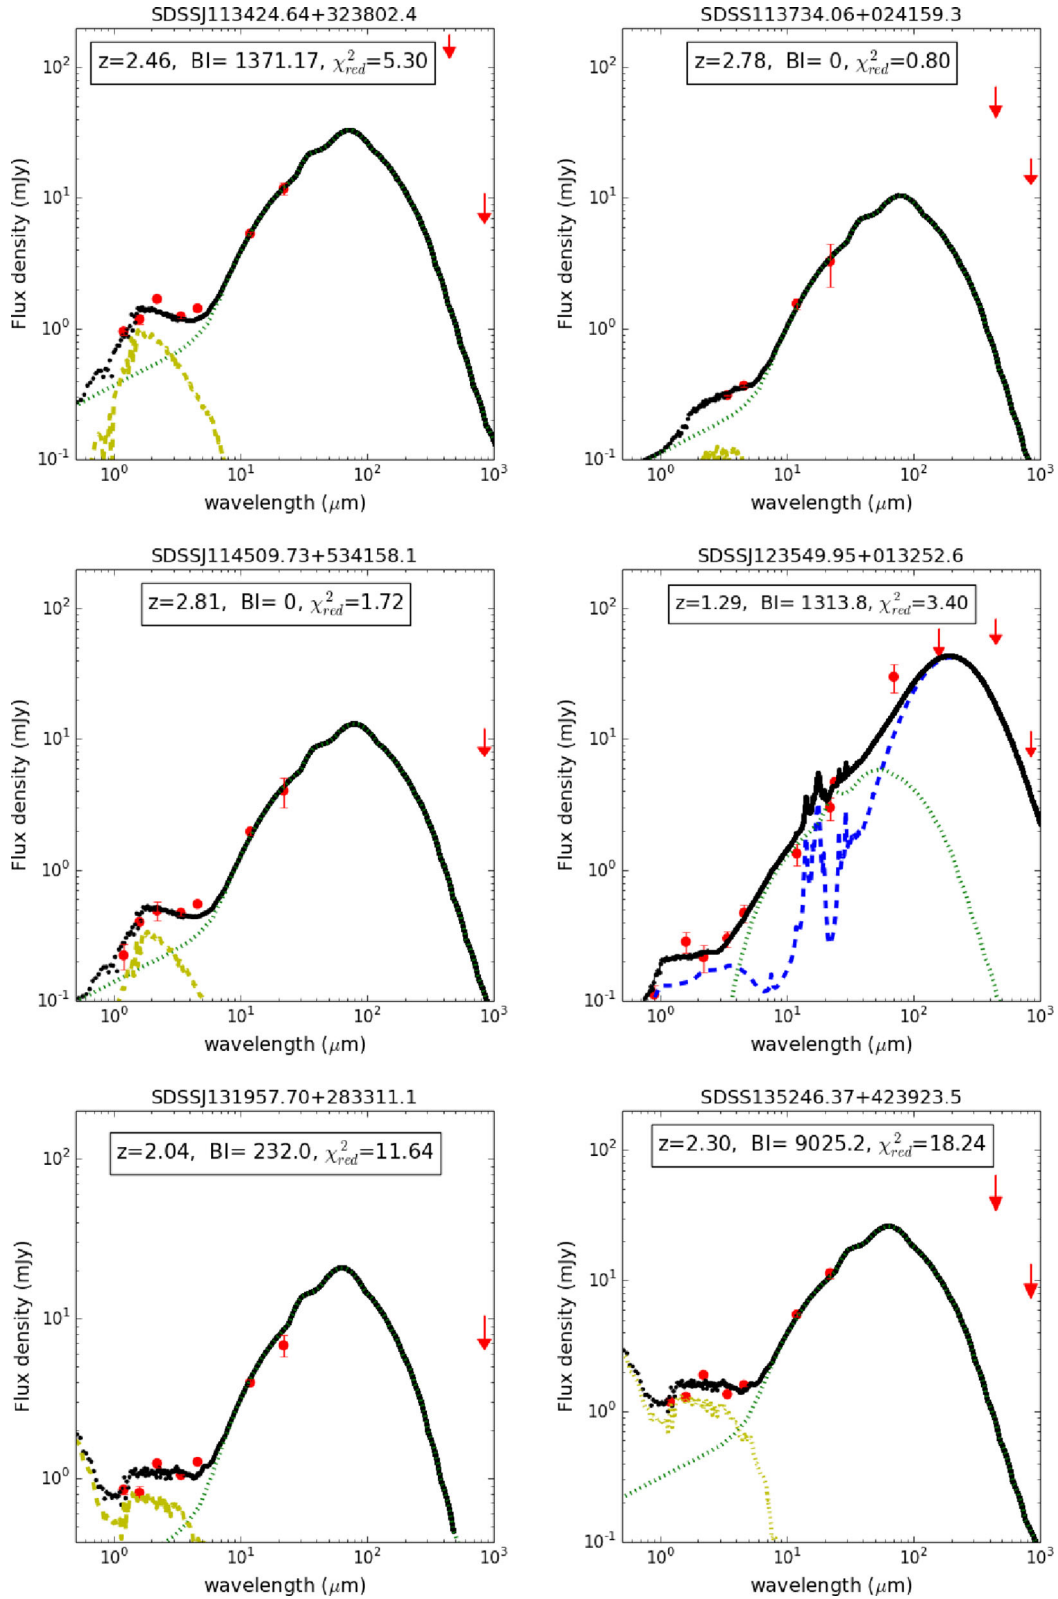 SDSSJ113424.64+323802.4
z=2.46, BI= 1371.17, χ²red=5.30
Flux density (mJy)
10² 10¹ 10⁰ 10⁻¹
10⁰ 10¹ 10² 10³
wavelength (μm)
SDSS113734.06+024159.3
z=2.78, BI= 0, χ²red=0.80
Flux density (mJy)
10² 10¹ 10⁰ 10⁻¹
10⁰ 10¹ 10² 10³
wavelength (μm)
SDSSJ114509.73+534158.1
z=2.81, BI= 0, χ²red=1.72
Flux density (mJy)
10² 10¹ 10⁰ 10⁻¹
10⁰ 10¹ 10² 10³
wavelength (μm)
SDSSJ123549.95+013252.6
z=1.29, BI= 1313.8, χ²red=3.40
Flux density (mJy)
10² 10¹ 10⁰ 10⁻¹
10⁰ 10¹ 10² 10³
wavelength (μm)
SDSSJ131957.70+283311.1
z=2.04, BI= 232.0, χ²red=11.64
Flux density (mJy)
10² 10¹ 10⁰
10⁰ 10¹ 10² 10³
wavelength (μm)
SDSS135246.37+423923.5
z=2.30, BI= 9025.2, χ²red=18.24
Flux density (mJy)
10² 10¹ 10⁰ 10⁻¹
10⁰ 10¹ 10² 10³
wavelength (μm)